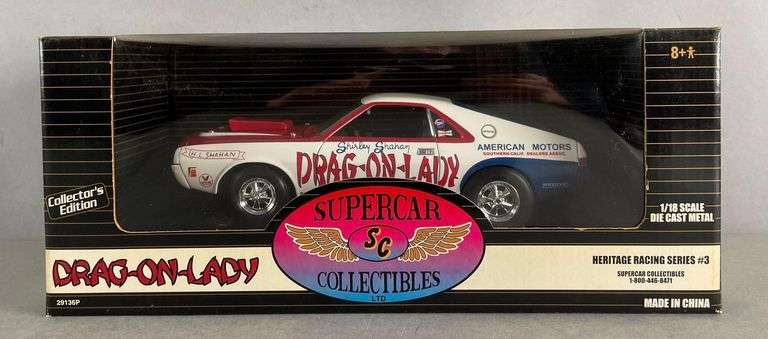 8+
H.L. SHAHAN
Shirley Shahan
DRAG-ON-LADY
AMERICAN MOTORS
SOUTHERN CALIF. DEALERS ASSOC.
Collector's
Edition
1/18 SCALE
DIE CAST METAL
SUPERCAR
SC
COLLECTIBLES
LTD
DRAG-ON-LADY
29136P
HERITAGE RACING SERIES #3
SUPERCAR COLLECTIBLES
1-800-446-8471
MADE IN CHINA